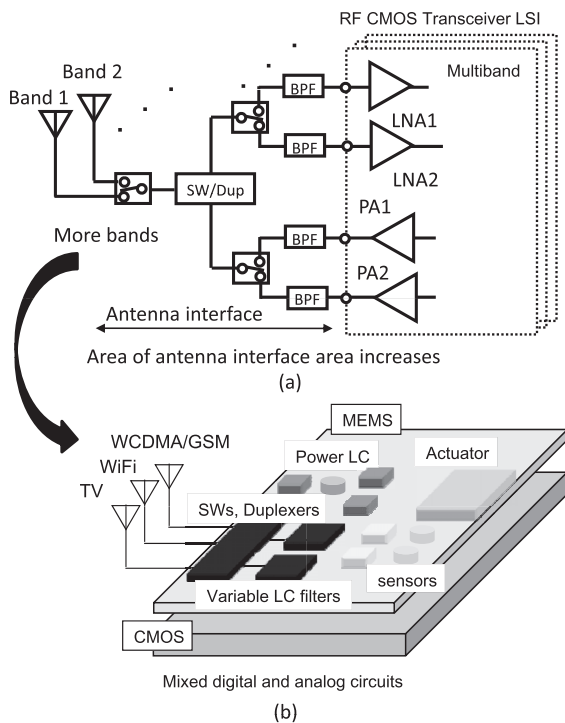 RF CMOS Transceiver LSI
Band 2
Multiband
Band 1
BPF
LNA1
BPF
LNA2
SW/Dup
PA1
BPF
More bands
PA2
BPF
Antenna interface
Area of antenna interface area increases
(a)
MEMS
WCDMA/GSM
Power LC
Actuator
WiFi
TV
SWs, Duplexers
sensors
Variable LC filters
CMOS
Mixed digital and analog circuits
(b)